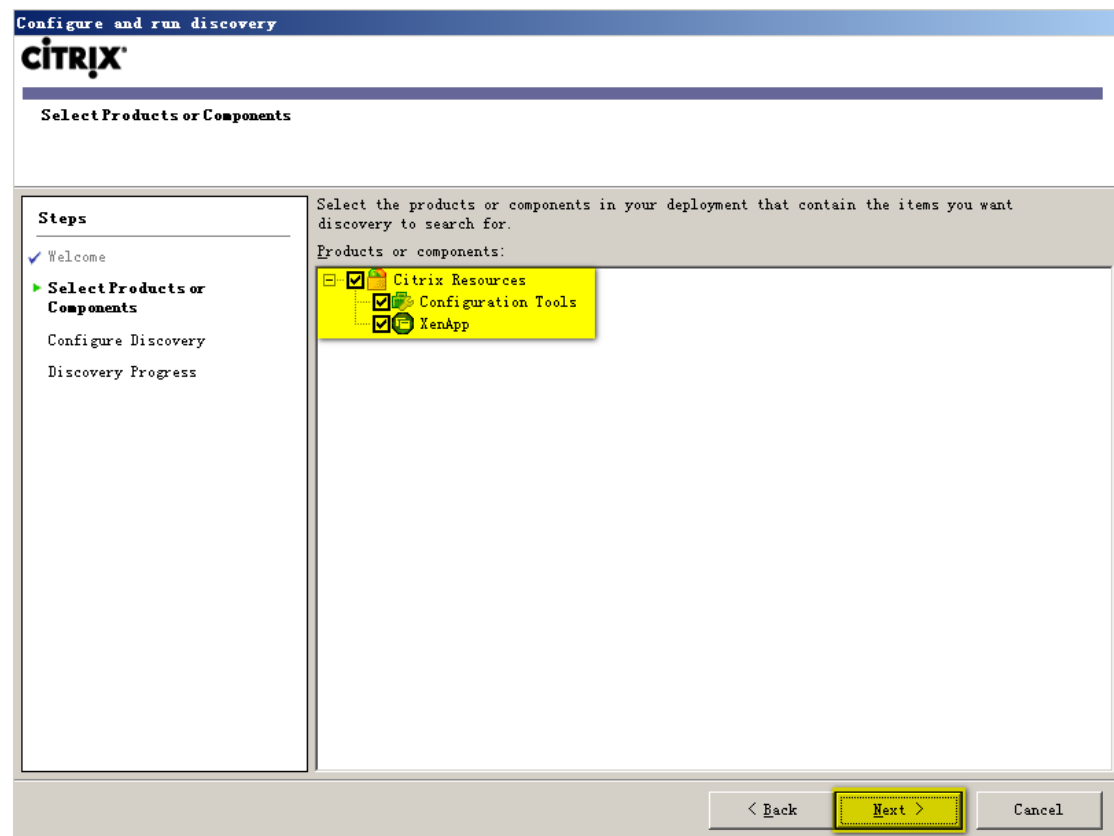 Configure and run discovery
CİTRIX
Select Products or Components
Steps
Welcome
Select Products or
Components
Configure Discovery
Discovery Progress
Select the products or components in your deployment that contain the items you want
discovery to search for.
Products or components:
Citrix Resources
Configuration Tools
XenApp
< Back
Next >
Cancel